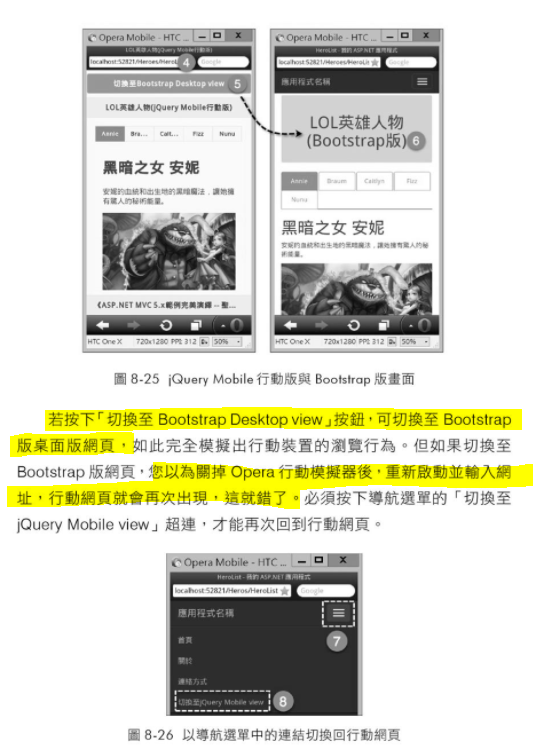 Opera Mobile - HTC ...
LOL英雄人物(jQuery Mobile行動版)
localhost:52821/Heroes/HeroList
Google
4
切換至Bootstrap Desktop view
5
LOL英雄人物(jQuery Mobile行動版)
Annie
Bra...
Cait...
Fizz
Nunu
黑暗之女 安妮
安妮的血統和出生地的黑暗魔法，讓她擁
有驚人的秘術能量。
《ASP.NET MVC 5.x範例完美演繹 -- 聖...
HTC One X
720x1280 PPI: 312
50%
Opera Mobile - HTC ...
HeroList - 我的 ASP.NET 應用程式
localhost:52821/Heroes/HeroLis
Google
應用程式名稱
LOL英雄人物
(Bootstrap版)
6
Annie
Braum
Caitlyn
Fizz
Nunu
黑暗之女 安妮
安妮的血統和出生地的黑暗魔法，讓她擁有驚人的秘
術能量。
HTC One X
720x1280 PPI: 312
50%
圖 8-25 jQuery Mobile 行動版與 Bootstrap 版畫面
若按下「切換至 Bootstrap Desktop view」按鈕，可切換至 Bootstrap
版桌面版網頁，如此完全模擬出行動裝置的瀏覽行為。但如果切換至
Bootstrap 版網頁，您以為關掉 Opera 行動模擬器後，重新啟動並輸入網
址，行動網頁就會再次出現，這就錯了。必須按下導航選單的「切換至
jQuery Mobile view」超連，才能再次回到行動網頁。
Opera Mobile - HTC ...
HeroList - 我的 ASP.NET 應用程式
localhost:52821/Heros/HeroList
Google
應用程式名稱
7
首頁
關於
連絡方式
切換至jQuery Mobile view
8
圖 8-26 以導航選單中的連結切換回行動網頁